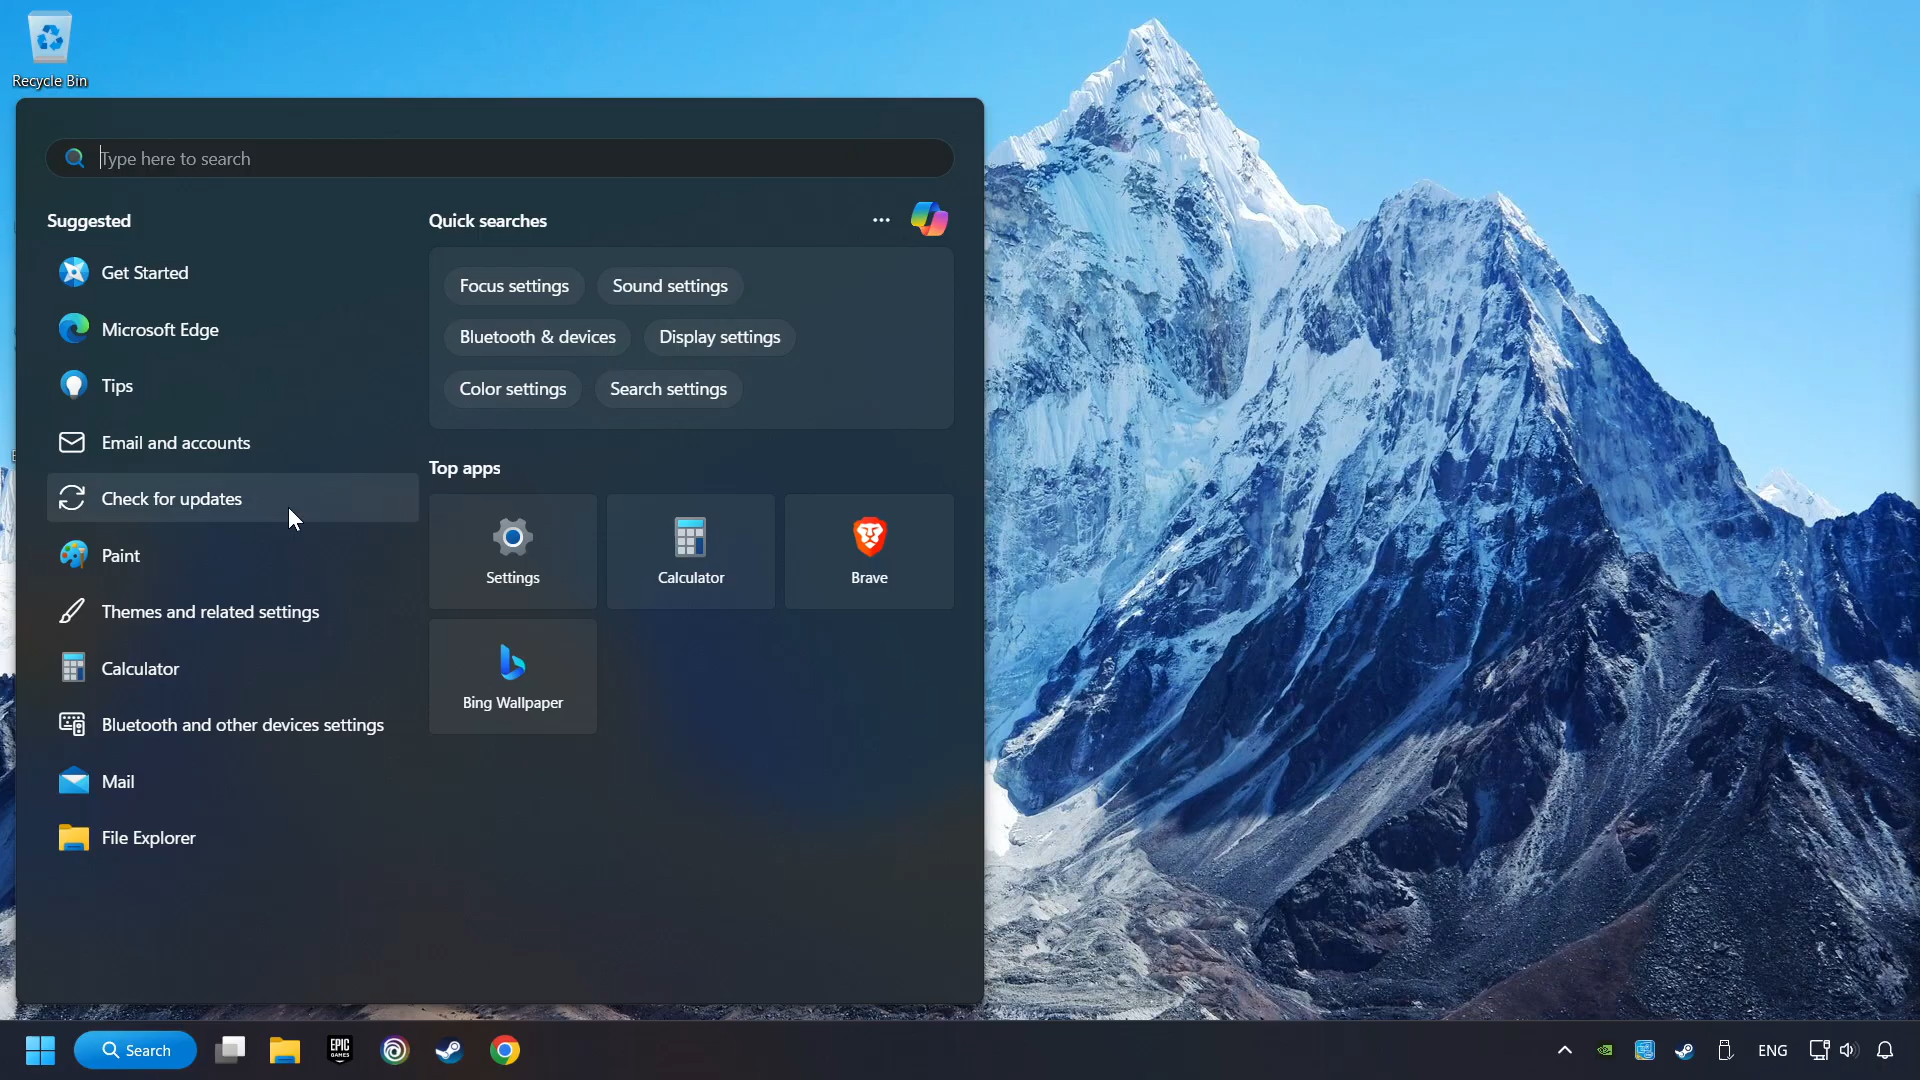 Recycle Bin
Type here to search
Suggested
Get Started
Microsoft Edge
Tips
Email and accounts
Check for updates
Paint
Themes and related settings
Calculator
Bluetooth and other devices settings
Mail
File Explorer
Quick searches
Focus settings
Sound settings
Bluetooth & devices
Display settings
Color settings
Search settings
Top apps
Settings
Calculator
Brave
Bing Wallpaper
Search
EPIC
GAMES
ENG